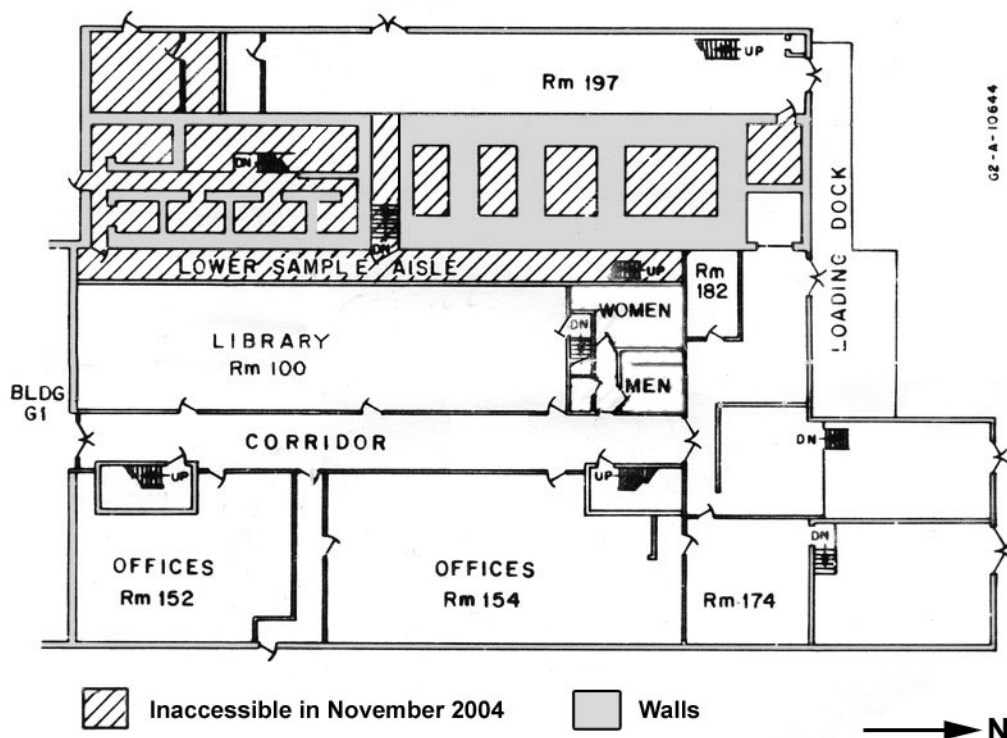 UP
Rm 197
G2-A-10644
DN
DN
LOWER SAMPLE AISLE
UP
Rm
182
LOADING DOCK
WOMEN
DN
LIBRARY
Rm 100
MEN
BLDG
G1
CORRIDOR
DN
UP
UP
OFFICES
Rm 152
OFFICES
Rm 154
DN
Rm 174
Inaccessible in November 2004
Walls
N